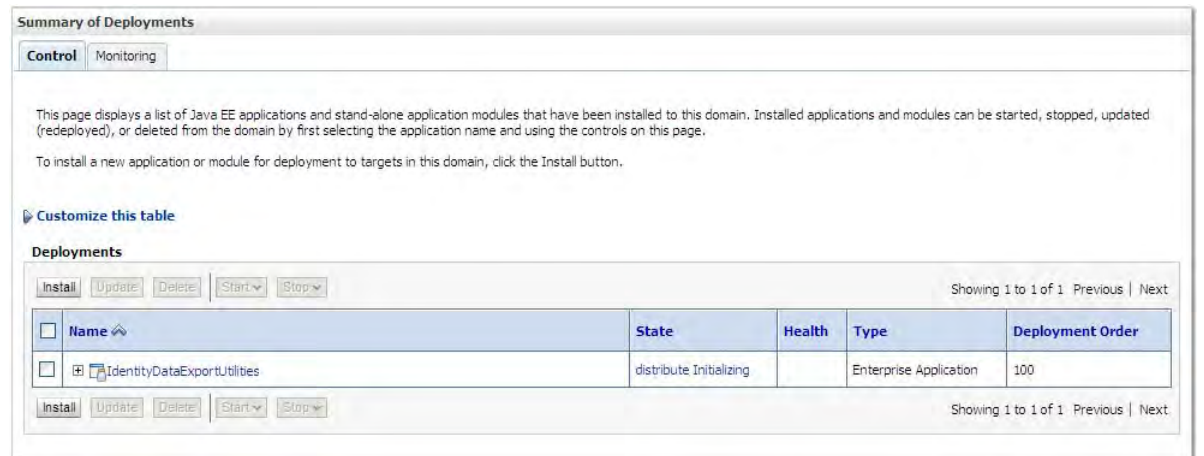 Summary of Deployments
Control Monitoring
This page displays a list of Java EE applications and stand-alone application modules that have been installed to this domain. Installed applications and modules can be started, stopped, updated
(redeployed), or deleted from the domain by first selecting the application name and using the controls on this page.
To install a new application or module for deployment to targets in this domain, click the Install button.
Customize this table
Deployments
Install Update Delete Start Stop Showing 1 to 1 of 1 Previous | Next
Name State Health Type Deployment Order
IdentityDataExportUtilities distribute Initializing Enterprise Application 100
Install Update Delete Start Stop Showing 1 to 1 of 1 Previous | Next